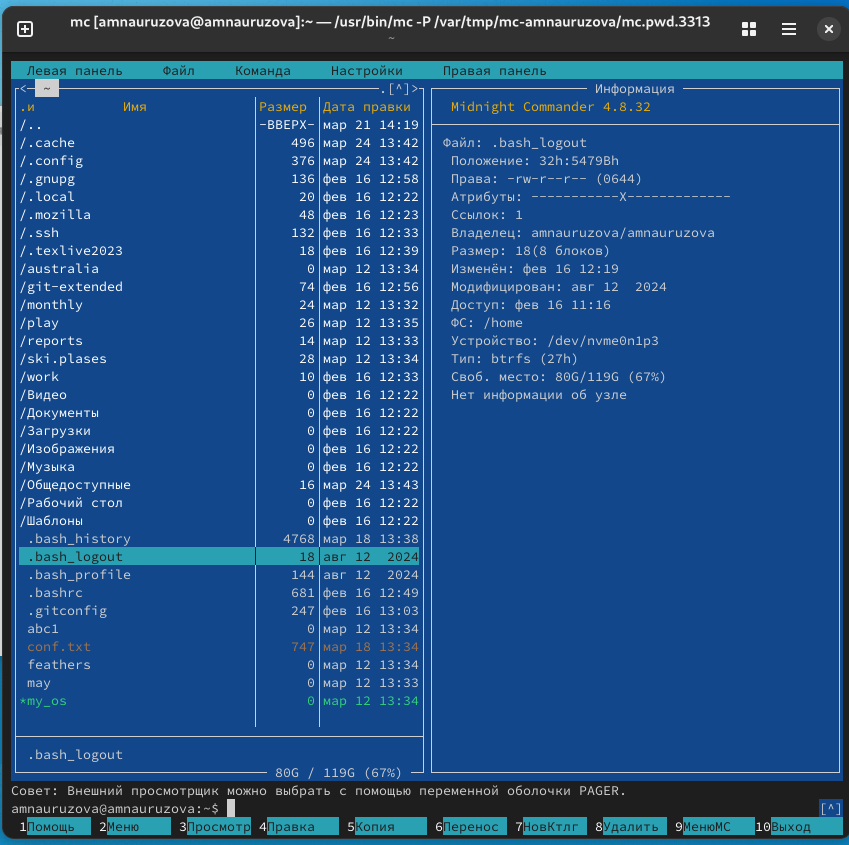 mc [amnauruzova@amnauruzova]:~ — /usr/bin/mc -P /var/tmp/mc-amnauruzova/mc.pwd.3313
~
Левая панель Файл Команда Настройки Правая панель
<─ ~ .[^]>
.и Имя Размер Дата правки
/.. -ВВЕРХ- мар 21 14:19
/.cache 496 мар 24 13:42
/.config 376 мар 24 13:42
/.gnupg 136 фев 16 12:58
/.local 20 фев 16 12:22
/.mozilla 48 фев 16 12:23
/.ssh 132 фев 16 12:33
/.texlive2023 18 фев 16 12:39
/australia 0 мар 12 13:34
/git-extended 74 фев 16 12:56
/monthly 24 мар 12 13:32
/play 26 мар 12 13:35
/reports 14 мар 12 13:33
/ski.plases 28 мар 12 13:34
/work 10 фев 16 12:33
/Видео 0 фев 16 12:22
/Документы 0 фев 16 12:22
/Загрузки 0 фев 16 12:22
/Изображения 0 фев 16 12:22
/Музыка 0 фев 16 12:22
/Общедоступные 16 мар 24 13:43
/Рабочий стол 0 фев 16 12:22
/Шаблоны 0 фев 16 12:22
.bash_history 4768 мар 18 13:38
.bash_logout 18 авг 12 2024
.bash_profile 144 авг 12 2024
.bashrc 681 фев 16 12:49
.gitconfig 247 фев 16 13:03
abc1 0 мар 12 13:34
conf.txt 747 мар 18 13:34
feathers 0 мар 12 13:34
may 0 мар 12 13:33
*my_os 0 мар 12 13:34
.bash_logout
80G / 119G (67%)
Информация
Midnight Commander 4.8.32
Файл: .bash_logout
Положение: 32h:5479Bh
Права: -rw-r--r-- (0644)
Атрибуты: -----------X-------------
Ссылок: 1
Владелец: amnauruzova/amnauruzova
Размер: 18(8 блоков)
Изменён: фев 16 12:19
Модифицирован: авг 12 2024
Доступ: фев 16 11:16
ФС: /home
Устройство: /dev/nvme0n1p3
Тип: btrfs (27h)
Своб. место: 80G/119G (67%)
Нет информации об узле
Совет: Внешний просмотрщик можно выбрать с помощью переменной оболочки PAGER.
amnauruzova@amnauruzova:~$ [^]
1Помощь 2Меню 3Просмотр 4Правка 5Копия 6Перенос 7НовКтлг 8Удалить 9МенюМС 10Выход